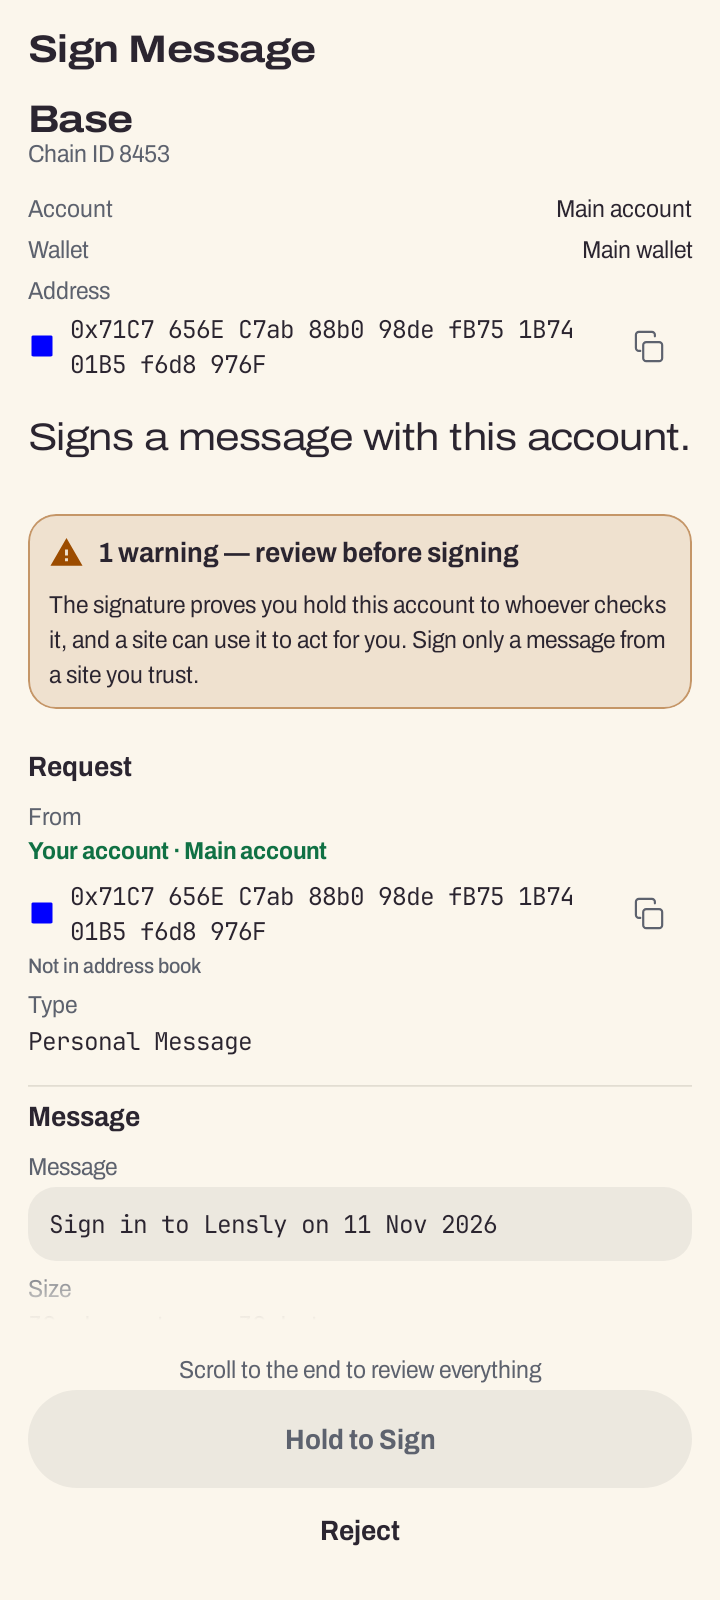 Sign Message
Base
Chain ID 8453
Account
Main account
Wallet
Main wallet
Address
0x71C7 656E C7ab 88b0 98de fB75 1B74
01B5 f6d8 976F
Signs a message with this account.
1 warning — review before signing
The signature proves you hold this account to whoever checks
it, and a site can use it to act for you. Sign only a message from
a site you trust.
Request
From
Your account · Main account
0x71C7 656E C7ab 88b0 98de fB75 1B74
01B5 f6d8 976F
Not in address book
Type
Personal Message
Message
Message
Sign in to Lensly on 11 Nov 2026
Size
Scroll to the end to review everything
Hold to Sign
Reject